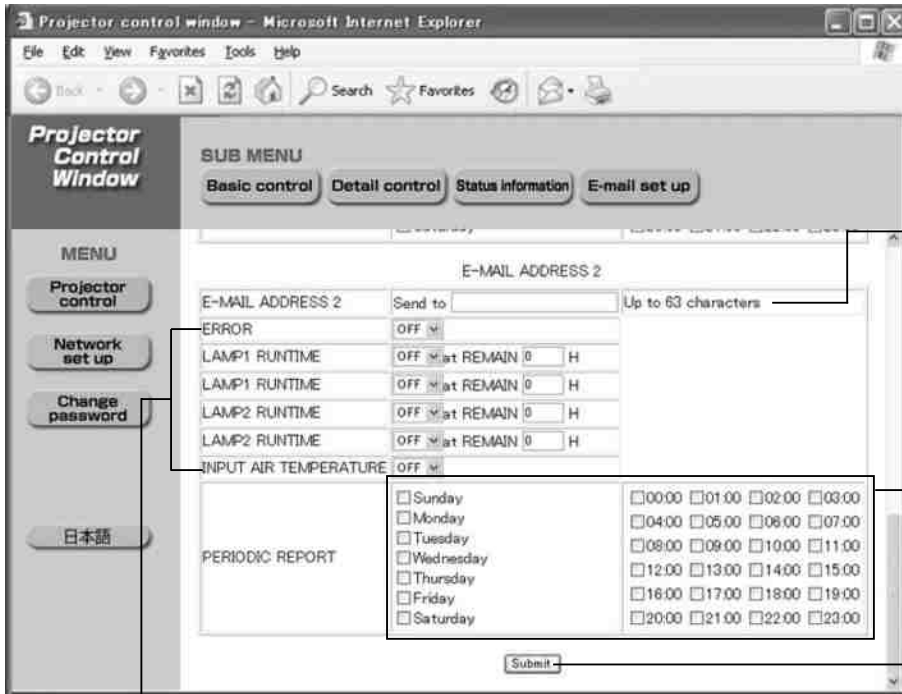 Projector control window - Microsoft Internet Explorer
File Edit View Favorites Tools Help
Back Search Favorites
Projector
Control
Window
SUB MENU
Basic control Detail control Status information E-mail set up
MENU
Projector
control
Network
set up
Change
password
日本語
E-MAIL ADDRESS 2
E-MAIL ADDRESS 2 Send to Up to 63 characters
ERROR OFF
LAMP1 RUNTIME OFF at REMAIN 0 H
LAMP1 RUNTIME OFF at REMAIN 0 H
LAMP2 RUNTIME OFF at REMAIN 0 H
LAMP2 RUNTIME OFF at REMAIN 0 H
INPUT AIR TEMPERATURE OFF
PERIODIC REPORT
Sunday
Monday
Tuesday
Wednesday
Thursday
Friday
Saturday
00:00 01:00 02:00 03:00
04:00 05:00 06:00 07:00
08:00 09:00 10:00 11:00
12:00 13:00 14:00 15:00
16:00 17:00 18:00 19:00
20:00 21:00 22:00 23:00
Submit